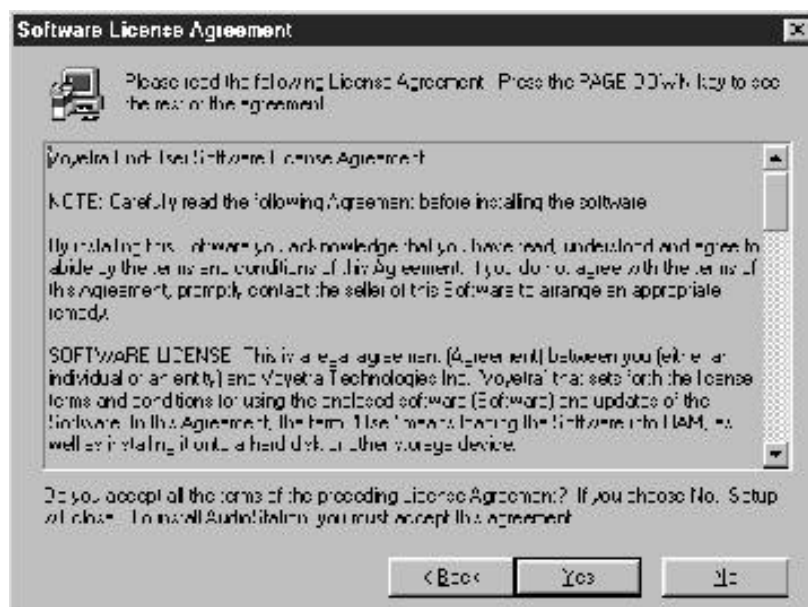 Software License Agreement
Please read the following License Agreement. Press the PAGE DOWN key to see
the rest of the agreement.
Voyetra End-User Software License Agreement
NOTE: Carefully read the following Agreement before installing the software.
By installing this Software you acknowledge that you have read, understand and agree to
abide by the terms and conditions of this Agreement. If you do not agree with the terms of
this Agreement, promptly contact the seller of this Software to arrange an appropriate
remedy.
SOFTWARE LICENSE: This is a legal agreement (Agreement) between you (either an
individual or an entity) and Voyetra Technologies Inc. "Voyetra" that sets forth the license
terms and conditions for using the enclosed software (Software) and updates of the
Software. In this Agreement, the term "Use" means loading the Software into RAM, as
well as installing it onto a hard disk or other storage device.
Do you accept all the terms of the preceding License Agreement? If you choose No, Setup
will close. To install AudioStation, you must accept this agreement.
< Back
Yes
No